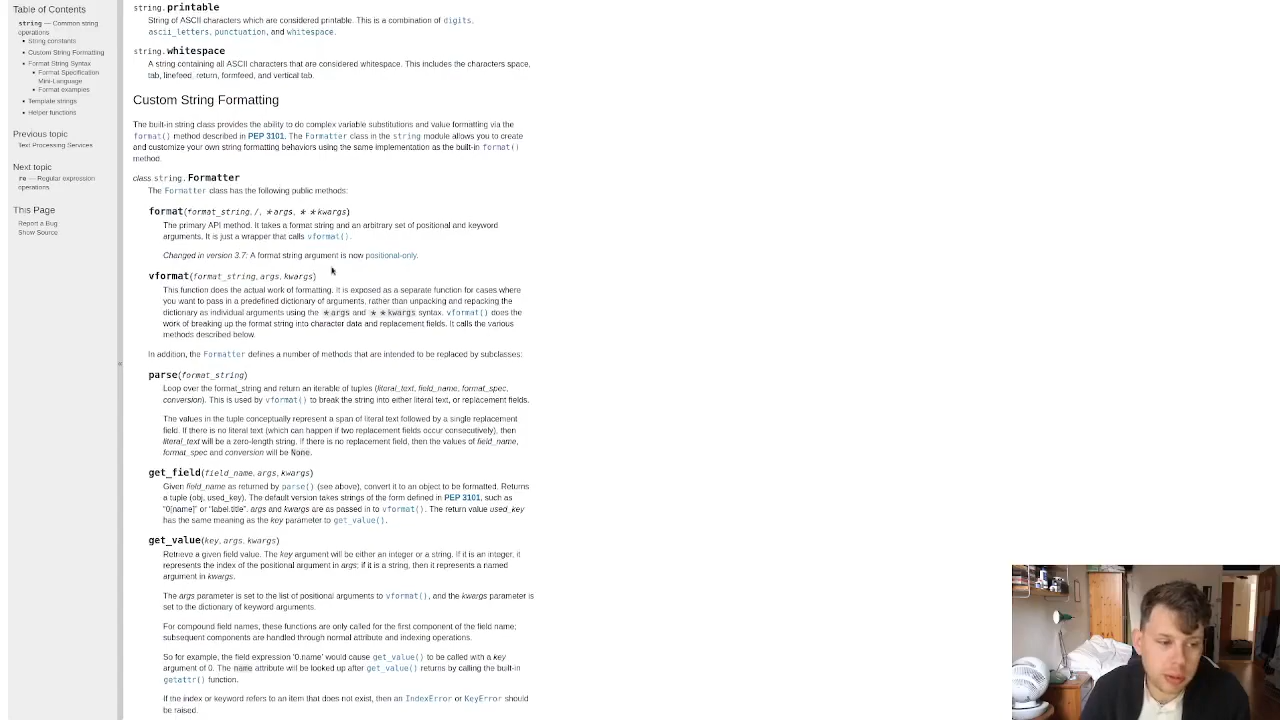 Table of Contents
string — Common string
operations
String constants
Custom String Formatting
Format String Syntax
Format Specification
Mini-Language
Format examples
Template strings
Helper functions
Previous topic
Text Processing Services
Next topic
re — Regular expression
operations
This Page
Report a Bug
Show Source
string.printable
String of ASCII characters which are considered printable. This is a combination of digits,
ascii_letters, punctuation, and whitespace.
string.whitespace
A string containing all ASCII characters that are considered whitespace. This includes the characters space,
tab, linefeed, return, formfeed, and vertical tab.
Custom String Formatting
The built-in string class provides the ability to do complex variable substitutions and value formatting via the
format() method described in PEP 3101. The Formatter class in the string module allows you to create
and customize your own string formatting behaviors using the same implementation as the built-in format()
method.
class string.Formatter
The Formatter class has the following public methods:
format(format_string, /, *args, **kwargs)
The primary API method. It takes a format string and an arbitrary set of positional and keyword
arguments. It is just a wrapper that calls vformat().
Changed in version 3.7: A format string argument is now positional-only.
vformat(format_string, args, kwargs)
This function does the actual work of formatting. It is exposed as a separate function for cases where
you want to pass in a predefined dictionary of arguments, rather than unpacking and repacking the
dictionary as individual arguments using the *args and **kwargs syntax. vformat() does the
work of breaking up the format string into character data and replacement fields. It calls the various
methods described below.
In addition, the Formatter defines a number of methods that are intended to be replaced by subclasses:
parse(format_string)
Loop over the format_string and return an iterable of tuples (literal_text, field_name, format_spec,
conversion). This is used by vformat() to break the string into either literal text, or replacement fields.
The values in the tuple conceptually represent a span of literal text followed by a single replacement
field. If there is no literal text (which can happen if two replacement fields occur consecutively), then
literal_text will be a zero-length string. If there is no replacement field, then the values of field_name,
format_spec and conversion will be None.
get_field(field_name, args, kwargs)
Given field_name as returned by parse() (see above), convert it to an object to be formatted. Returns
a tuple (obj, used_key). The default version takes strings of the form defined in PEP 3101, such as
“0[name]” or “label.title”. args and kwargs are as passed in to vformat(). The return value used_key
has the same meaning as the key parameter to get_value().
get_value(key, args, kwargs)
Retrieve a given field value. The key argument will be either an integer or a string. If it is an integer, it
represents the index of the positional argument in args; if it is a string, then it represents a named
argument in kwargs.
The args parameter is set to the list of positional arguments to vformat(), and the kwargs parameter is
set to the dictionary of keyword arguments.
For compound field names, these functions are only called for the first component of the field name;
subsequent components are handled through normal attribute and indexing operations.
So for example, the field expression ‘0.name’ would cause get_value() to be called with a key
argument of 0. The name attribute will be looked up after get_value() returns by calling the built-in
getattr() function.
If the index or keyword refers to an item that does not exist, then an IndexError or KeyError should
be raised.